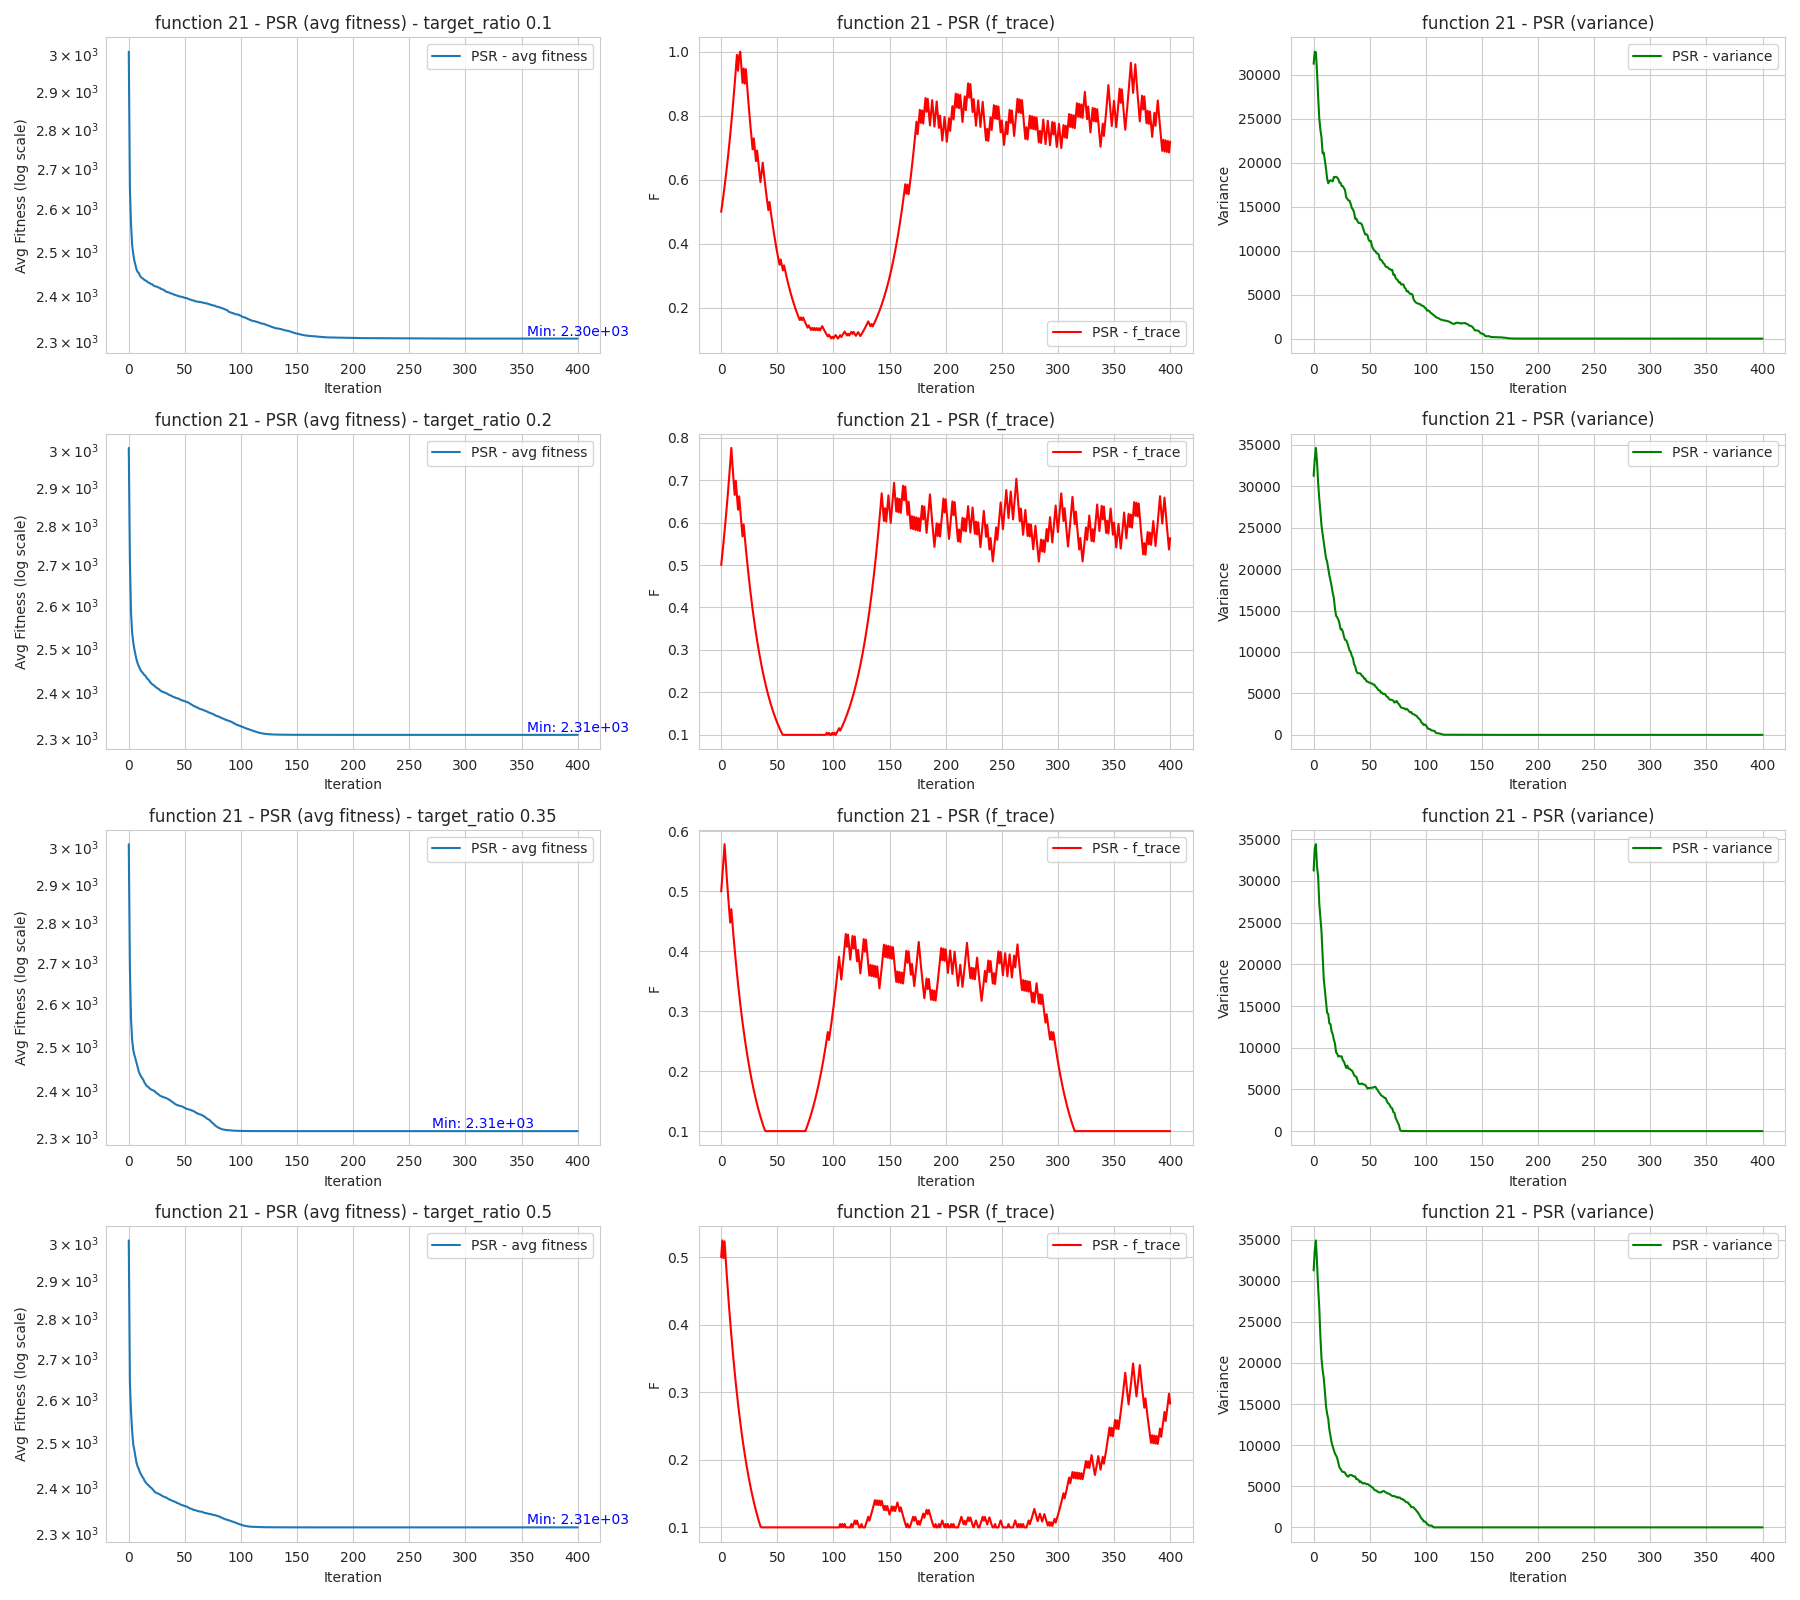 function 21 - PSR (avg fitness) - target_ratio 0.1
function 21 - PSR (f_trace)
function 21 - PSR (variance)
3 × 10³
2.9 × 10³
2.8 × 10³
2.7 × 10³
2.6 × 10³
2.5 × 10³
2.4 × 10³
2.3 × 10³
Avg Fitness (log scale)
PSR - avg fitness
Min: 2.30e+03
0 50 100 150 200 250 300 350 400
Iteration
1.0
0.8
0.6
0.4
0.2
F
PSR - f_trace
0 50 100 150 200 250 300 350 400
Iteration
30000
25000
20000
15000
10000
5000
0
Variance
PSR - variance
0 50 100 150 200 250 300 350 400
Iteration
function 21 - PSR (avg fitness) - target_ratio 0.2
function 21 - PSR (f_trace)
function 21 - PSR (variance)
3 × 10³
2.9 × 10³
2.8 × 10³
2.7 × 10³
2.6 × 10³
2.5 × 10³
2.4 × 10³
2.3 × 10³
Avg Fitness (log scale)
PSR - avg fitness
Min: 2.31e+03
0 50 100 150 200 250 300 350 400
Iteration
0.8
0.7
0.6
0.5
0.4
0.3
0.2
0.1
F
PSR - f_trace
0 50 100 150 200 250 300 350 400
Iteration
35000
30000
25000
20000
15000
10000
5000
0
Variance
PSR - variance
0 50 100 150 200 250 300 350 400
Iteration
function 21 - PSR (avg fitness) - target_ratio 0.35
function 21 - PSR (f_trace)
function 21 - PSR (variance)
3 × 10³
2.9 × 10³
2.8 × 10³
2.7 × 10³
2.6 × 10³
2.5 × 10³
2.4 × 10³
2.3 × 10³
Avg Fitness (log scale)
PSR - avg fitness
Min: 2.31e+03
0 50 100 150 200 250 300 350 400
Iteration
0.6
0.5
0.4
0.3
0.2
0.1
F
PSR - f_trace
0 50 100 150 200 250 300 350 400
Iteration
35000
30000
25000
20000
15000
10000
5000
0
Variance
PSR - variance
0 50 100 150 200 250 300 350 400
Iteration
function 21 - PSR (avg fitness) - target_ratio 0.5
function 21 - PSR (f_trace)
function 21 - PSR (variance)
3 × 10³
2.9 × 10³
2.8 × 10³
2.7 × 10³
2.6 × 10³
2.5 × 10³
2.4 × 10³
2.3 × 10³
Avg Fitness (log scale)
PSR - avg fitness
Min: 2.31e+03
0 50 100 150 200 250 300 350 400
Iteration
0.5
0.4
0.3
0.2
0.1
F
PSR - f_trace
0 50 100 150 200 250 300 350 400
Iteration
35000
30000
25000
20000
15000
10000
5000
0
Variance
PSR - variance
0 50 100 150 200 250 300 350 400
Iteration